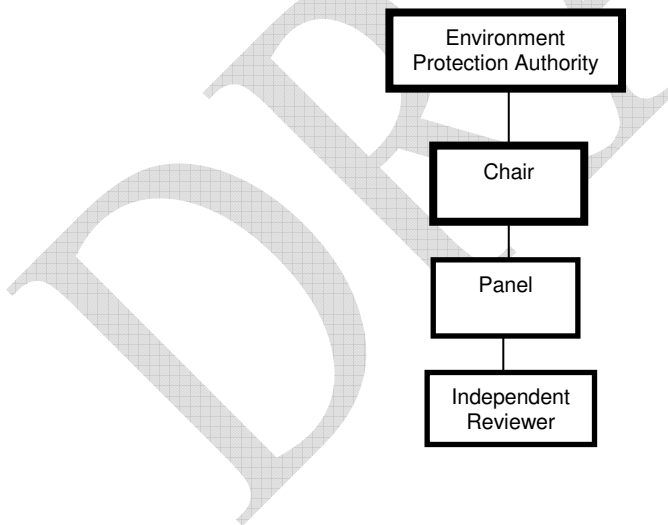 Environment
Protection Authority
Chair
Panel
Independent
Reviewer